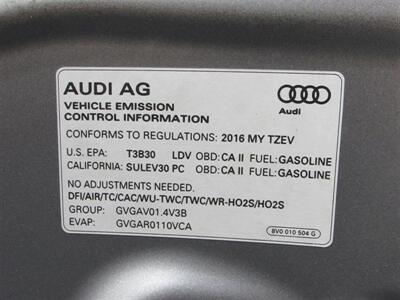 AUDI AG
Audi
VEHICLE EMISSION
CONTROL INFORMATION
CONFORMS TO REGULATIONS: 2016 MY TZEV
U.S. EPA: T3B30 LDV OBD: CA II FUEL: GASOLINE
CALIFORNIA: SULEV30 PC OBD: CA II FUEL: GASOLINE
NO ADJUSTMENTS NEEDED.
DFI/AIR/TC/CAC/WU-TWC/TWC/WR-HO2S/HO2S
GROUP: GVGAV01.4V3B
EVAP: GVGAR0110VCA
8V0 010 504 G